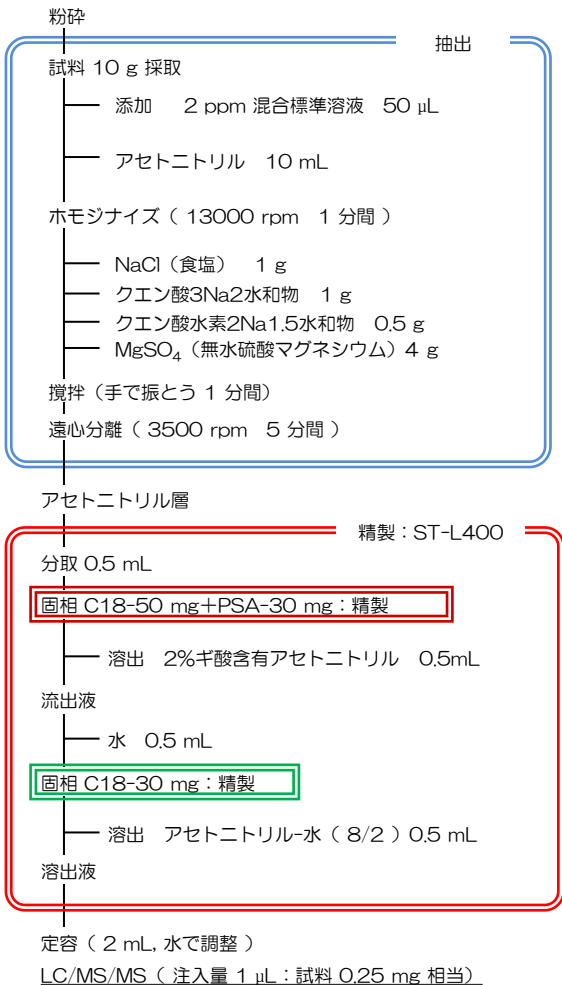 粉砕
抽出
試料 10 g 採取
添加　2 ppm 混合標準溶液　50 μL
アセトニトリル　10 mL
ホモジナイズ（ 13000 rpm　1 分間 ）
NaCl（食塩）　1 g
クエン酸3Na2水和物　1 g
クエン酸水素2Na1.5水和物　0.5 g
MgSO₄（無水硫酸マグネシウム）4 g
撹拌（手で振とう 1 分間）
遠心分離（ 3500 rpm　5 分間 ）
アセトニトリル層
精製：ST-L400
分取 0.5 mL
固相 C18-50 mg＋PSA-30 mg：精製
溶出　2%ギ酸含有アセトニトリル　0.5mL
流出液
水　0.5 mL
固相 C18-30 mg：精製
溶出　アセトニトリル-水（ 8/2 ）0.5 mL
溶出液
定容（ 2 mL, 水で調整 ）
LC/MS/MS（ 注入量 1 μL：試料 0.25 mg 相当）